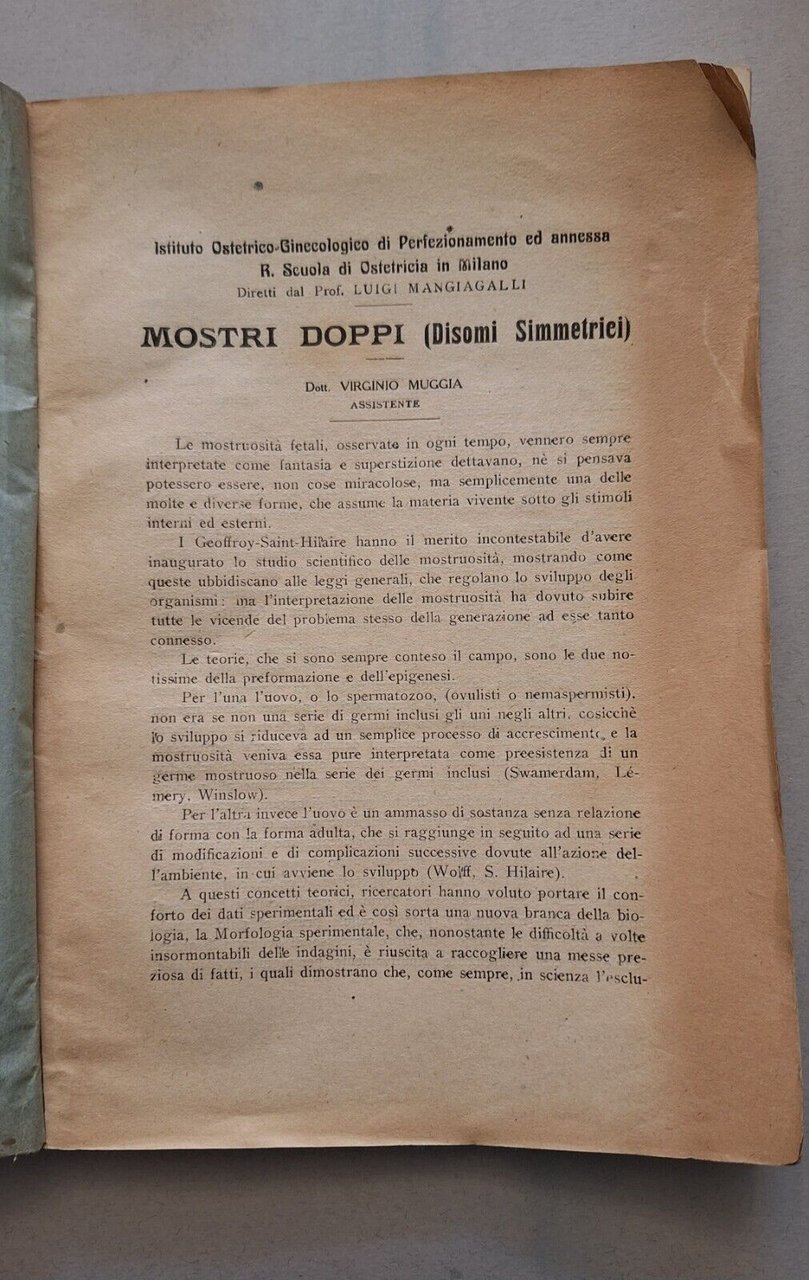 Istituto Ostetrico-Ginecologico di Perfezionamento ed annessa
R. Scuola di Ostetricia in Milano
Diretti dal Prof. LUIGI MANGIAGALLI
MOSTRI DOPPI (Disomi Simmetrici)
Dott. VIRGINIO MUGGIA
ASSISTENTE
Le mostruosità fetali, osservate in ogni tempo, vennero sempre
interpretate come fantasia e superstizione dettavano, nè si pensava
potessero essere, non cose miracolose, ma semplicemente una delle
molte e diverse forme, che assume la materia vivente sotto gli stimoli
interni ed esterni.
I Geoffroy-Saint-Hilaire hanno il merito incontestabile d'avere
inaugurato lo studio scientifico delle mostruosità, mostrando come
queste ubbidiscano alle leggi generali, che regolano lo sviluppo degli
organismi: ma l'interpretazione delle mostruosità ha dovuto subire
tutte le vicende del problema stesso della generazione ad esse tanto
connesso.
Le teorie, che si sono sempre conteso il campo, sono le due no-
tissime della preformazione e dell'epigenesi.
Per l'una l'uovo, o lo spermatozoo, (ovulisti o nemaspermisti),
non era se non una serie di germi inclusi gli uni negli altri, cosicchè
lo sviluppo si riduceva ad un semplice processo di accrescimento, e la
mostruosità veniva essa pure interpretata come preesistenza di un
germe mostruoso nella serie dei germi inclusi (Swamerdam, Lé-
mery, Winslow).
Per l'altra invece l'uovo è un ammasso di sostanza senza relazione
di forma con la forma adulta, che si raggiunge in seguito ad una serie
di modificazioni e di complicazioni successive dovute all'azione del-
l'ambiente, in cui avviene lo sviluppo (Wolff, S. Hilaire).
A questi concetti teorici, ricercatori hanno voluto portare il con-
forto dei dati sperimentali ed è così sorta una nuova branca della bio-
logia, la Morfologia sperimentale, che, nonostante le difficoltà a volte
insormontabili delle indagini, è riuscita a raccogliere una messe pre-
ziosa di fatti, i quali dimostrano che, come sempre, in scienza l'esclu-